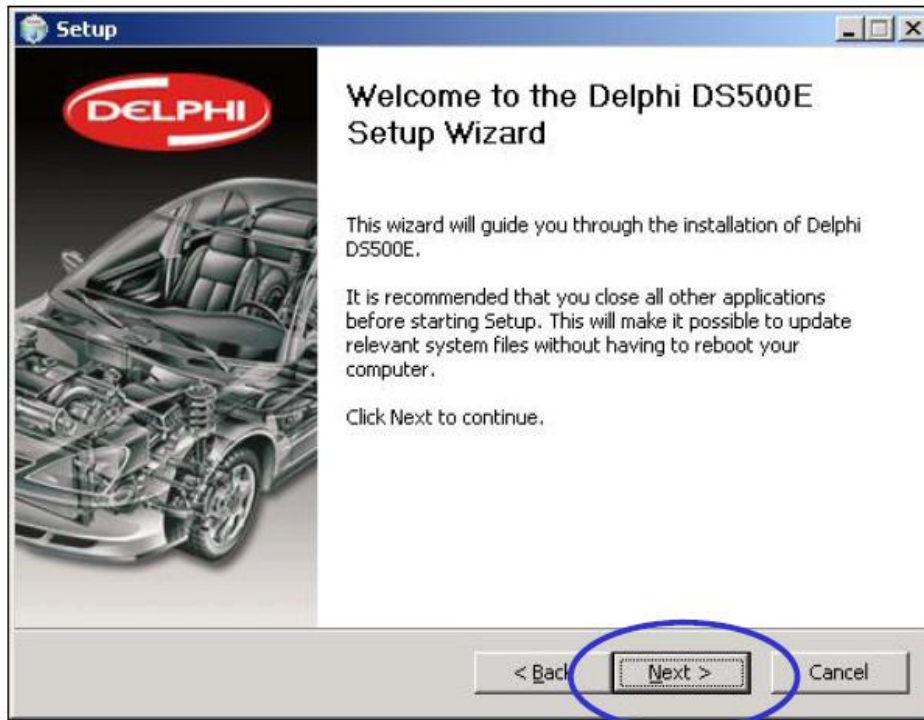 Setup
DELPHI
Welcome to the Delphi DS500E
Setup Wizard
This wizard will guide you through the installation of Delphi
DS500E.
It is recommended that you close all other applications
before starting Setup. This will make it possible to update
relevant system files without having to reboot your
computer.
Click Next to continue.
< Back
Next >
Cancel